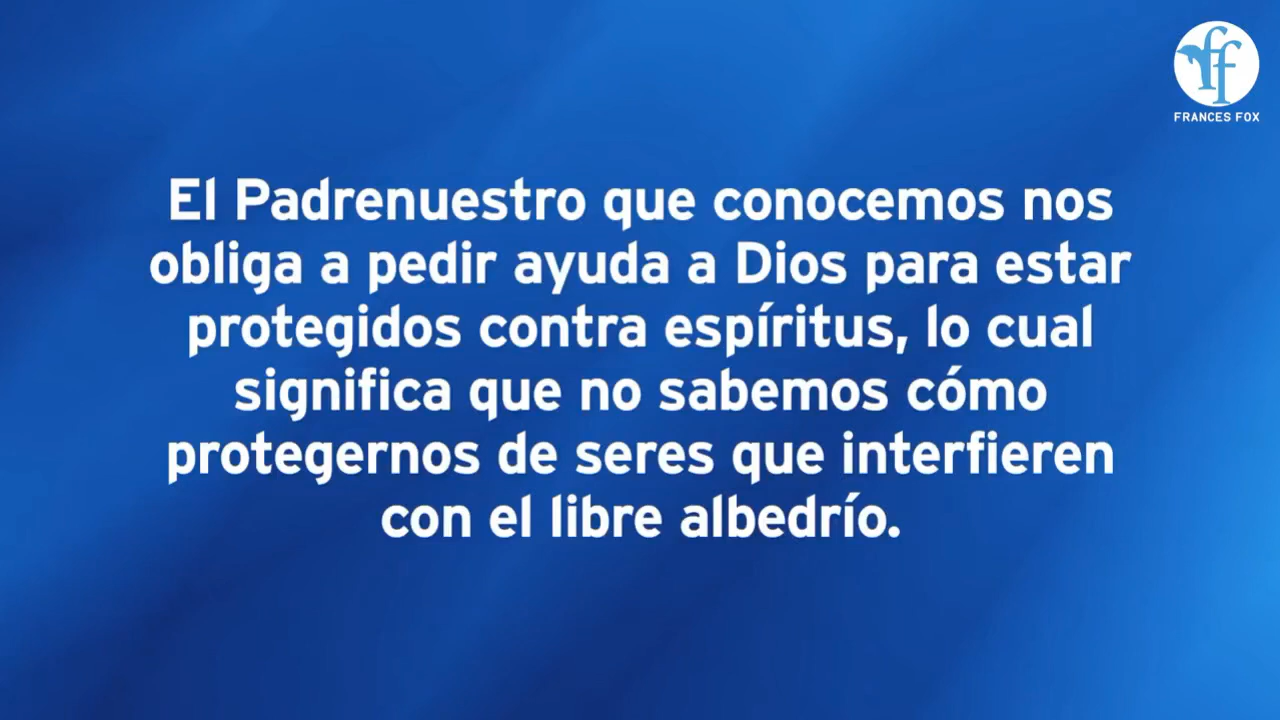 ff
FRANCES FOX
El Padrenuestro que conocemos nos
obliga a pedir ayuda a Dios para estar
protegidos contra espíritus, lo cual
significa que no sabemos cómo
protegernos de seres que interfieren
con el libre albedrío.